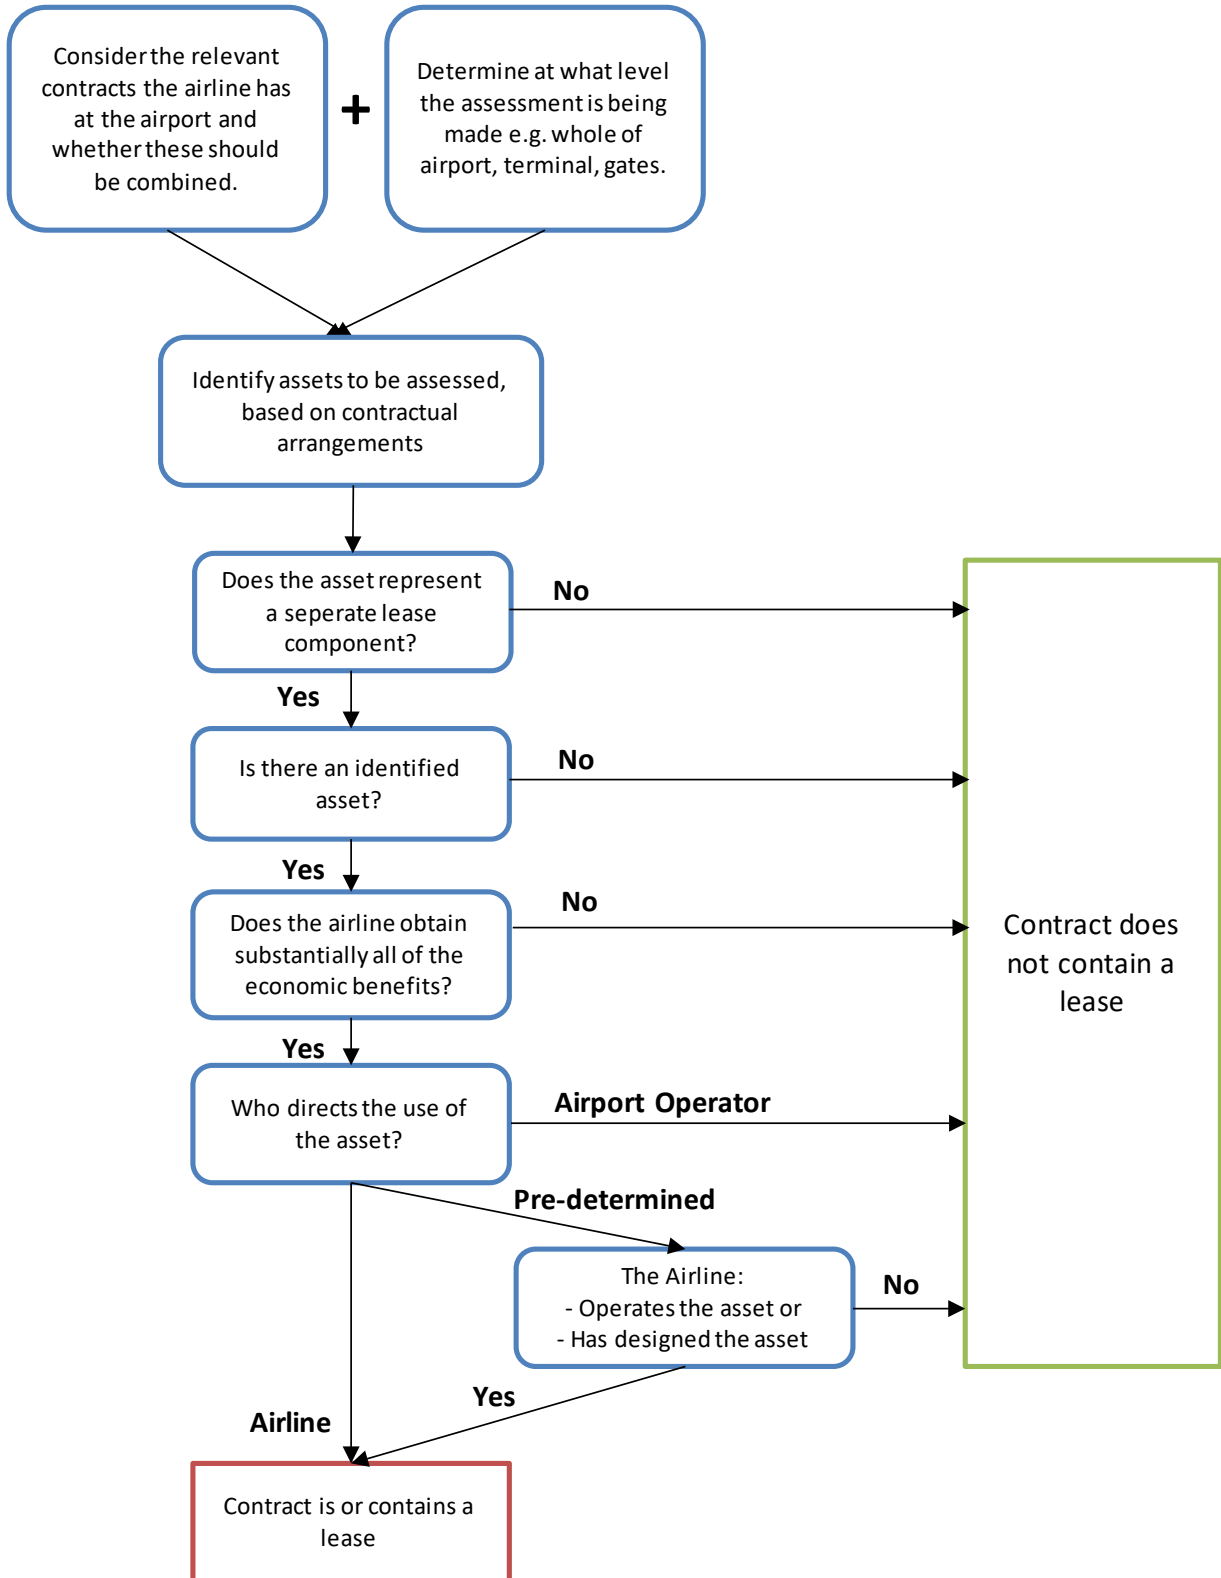 Consider the relevant
contracts the airline has
at the airport and
whether these should
be combined.
+
Determine at what level
the assessment is being
made e.g. whole of
airport, terminal, gates.
Identify assets to be assessed,
based on contractual
arrangements
Does the asset represent
a seperate lease
component?
No
Yes
Is there an identified
asset?
No
Yes
Does the airline obtain
substantially all of the
economic benefits?
No
Yes
Who directs the use of
the asset?
Airport Operator
Pre-determined
The Airline:
- Operates the asset or
- Has designed the asset
No
Yes
Airline
Contract is or contains a
lease
Contract does
not contain a
lease